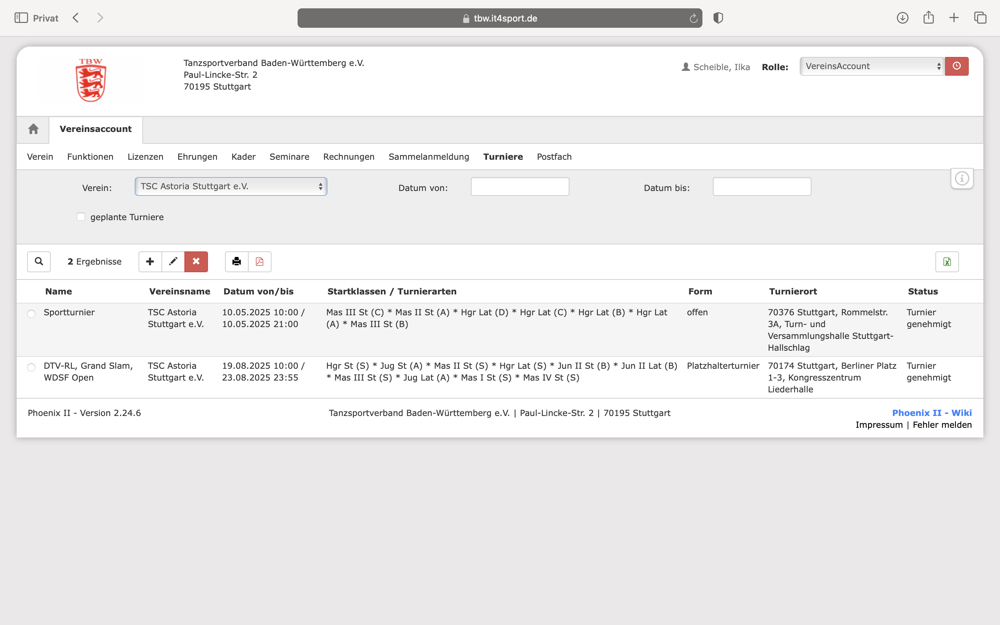 Privat
tbw.it4sport.de
TBW
Tanzsportverband Baden-Württemberg e.V.
Paul-Lincke-Str. 2
70195 Stuttgart
Scheible, Ilka Rolle: VereinsAccount
Vereinsaccount
Verein Funktionen Lizenzen Ehrungen Kader Seminare Rechnungen Sammelanmeldung Turniere Postfach
Verein: TSC Astoria Stuttgart e.V. Datum von: Datum bis:
geplante Turniere
2 Ergebnisse
Name Vereinsname Datum von/bis Startklassen / Turnierarten Form Turnierort Status
Sportturnier TSC Astoria 10.05.2025 10:00 / Mas III St (C) * Mas II St (A) * Hgr Lat (D) * Hgr Lat (C) * Hgr Lat (B) * Hgr Lat offen 70376 Stuttgart, Rommelstr. Turnier
Stuttgart e.V. 10.05.2025 21:00 (A) * Mas III St (B) 3A, Turn- und genehmigt
Versammlungshalle Stuttgart-
Hallschlag
DTV-RL, Grand Slam, TSC Astoria 19.08.2025 10:00 / Hgr St (S) * Jug St (A) * Mas II St (S) * Hgr Lat (S) * Jun II St (B) * Jun II Lat (B) Platzhalterturnier 70174 Stuttgart, Berliner Platz Turnier
WDSF Open Stuttgart e.V. 23.08.2025 23:55 * Mas III St (S) * Jug Lat (A) * Mas I St (S) * Mas IV St (S) 1-3, Kongresszentrum genehmigt
Liederhalle
Phoenix II - Version 2.24.6 Tanzsportverband Baden-Württemberg e.V. | Paul-Lincke-Str. 2 | 70195 Stuttgart Phoenix II - Wiki
Impressum | Fehler melden